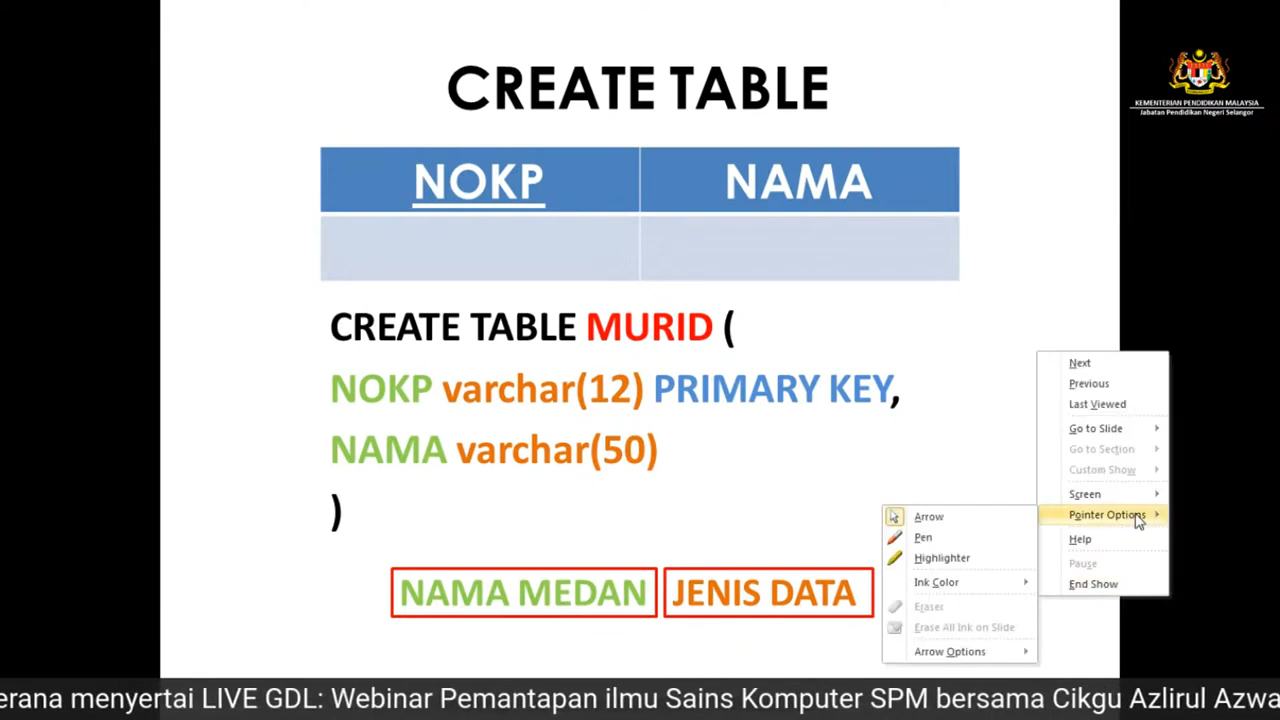 CREATE TABLE
KEMENTERIAN PENDIDIKAN MALAYSIA
Jabatan Pendidikan Negeri Selangor
NOKP NAMA
CREATE TABLE MURID (
NOKP varchar(12) PRIMARY KEY,
NAMA varchar(50)
)
NAMA MEDAN JENIS DATA
Next
Previous
Last Viewed
Go to Slide
Go to Section
Custom Show
Screen
Pointer Options
Help
Pause
End Show
Arrow
Pen
Highlighter
Ink Color
Eraser
Erase All Ink on Slide
Arrow Options
erana menyertai LIVE GDL: Webinar Pemantapan ilmu Sains Komputer SPM bersama Cikgu Azlirul Azwa